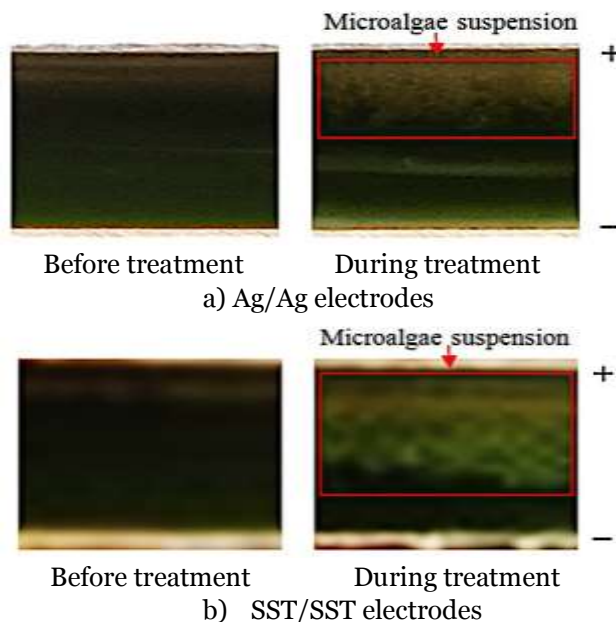 Microalgae suspension
+
−
Before treatment During treatment
a) Ag/Ag electrodes
Microalgae suspension
+
−
Before treatment During treatment
b) SST/SST electrodes